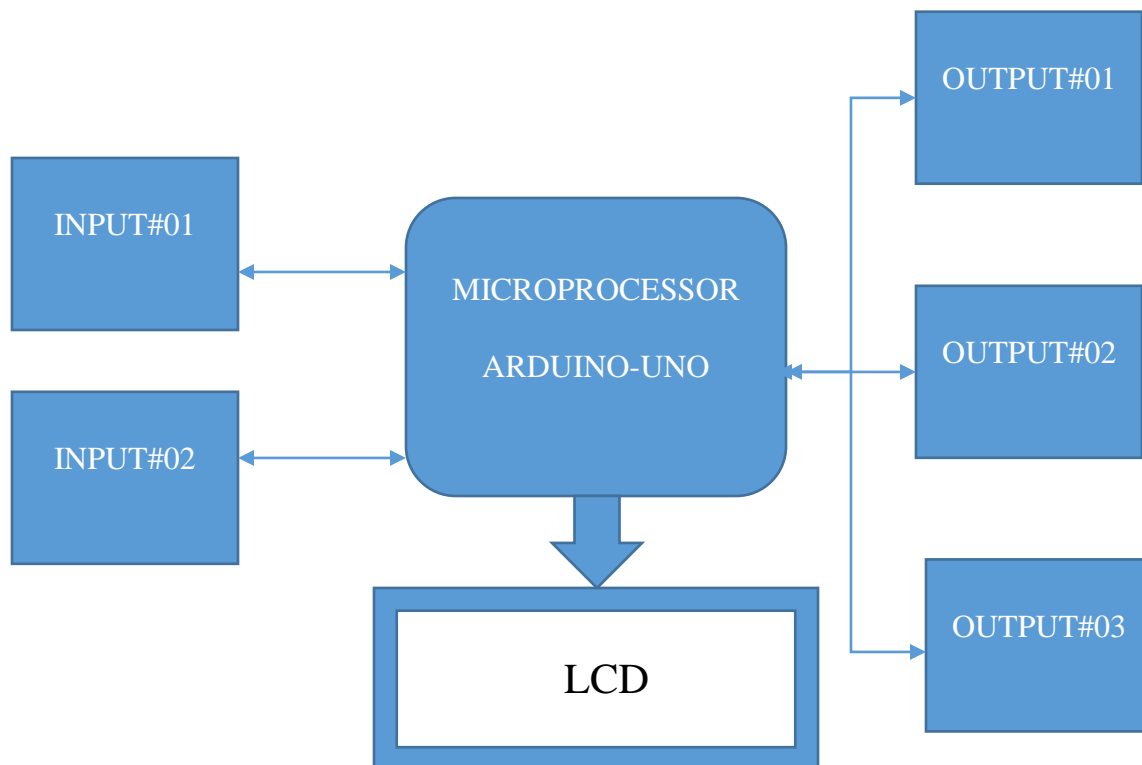 OUTPUT#01
INPUT#01
MICROPROCESSOR
ARDUINO-UNO
OUTPUT#02
INPUT#02
OUTPUT#03
LCD